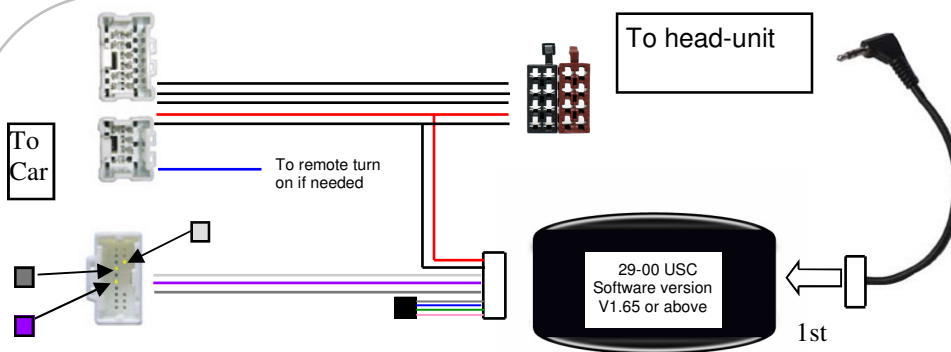 To head-unit
To
Car
To remote turn
on if needed
29-00 USC
Software version
V1.65 or above
1st